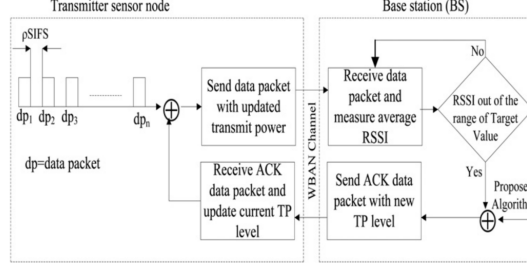 Transmitter sensor node
Base station (BS)
ρSIFS
No
Send data packet
with updated
transmit power
Receive data
packet and
measure average
RSSI
RSSI out of the
range of Target
Value
dp1 dp2 dp3 dpn
dp=data packet
WBAN Channel
Yes
Receive ACK
data packet and
update current TP
level
Send ACK data
packet with new
TP level
Propose
Algorith